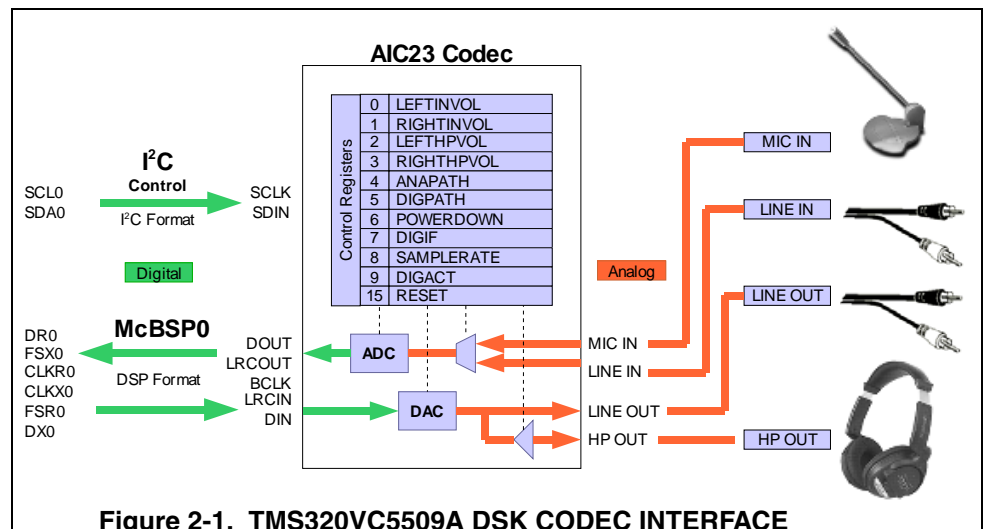 AIC23 Codec
Control Registers
0 LEFTINVOL
1 RIGHTINVOL
2 LEFTHPVOL
3 RIGHTHPVOL
4 ANAPATH
5 DIGPATH
6 POWERDOWN
7 DIGIF
8 SAMPLERATE
9 DIGACT
15 RESET
SCL0
SDA0
I²C
Control
I²C Format
SCLK
SDIN
Digital
Analog
McBSP0
DSP Format
DR0
FSX0
CLKR0
CLKX0
FSR0
DX0
DOUT
LRCOUT
BCLK
LRCIN
DIN
ADC
DAC
MIC IN
LINE IN
LINE OUT
HP OUT
MIC IN
LINE IN
LINE OUT
HP OUT
Figure 2-1. TMS320VC5509A DSK CODEC INTERFACE